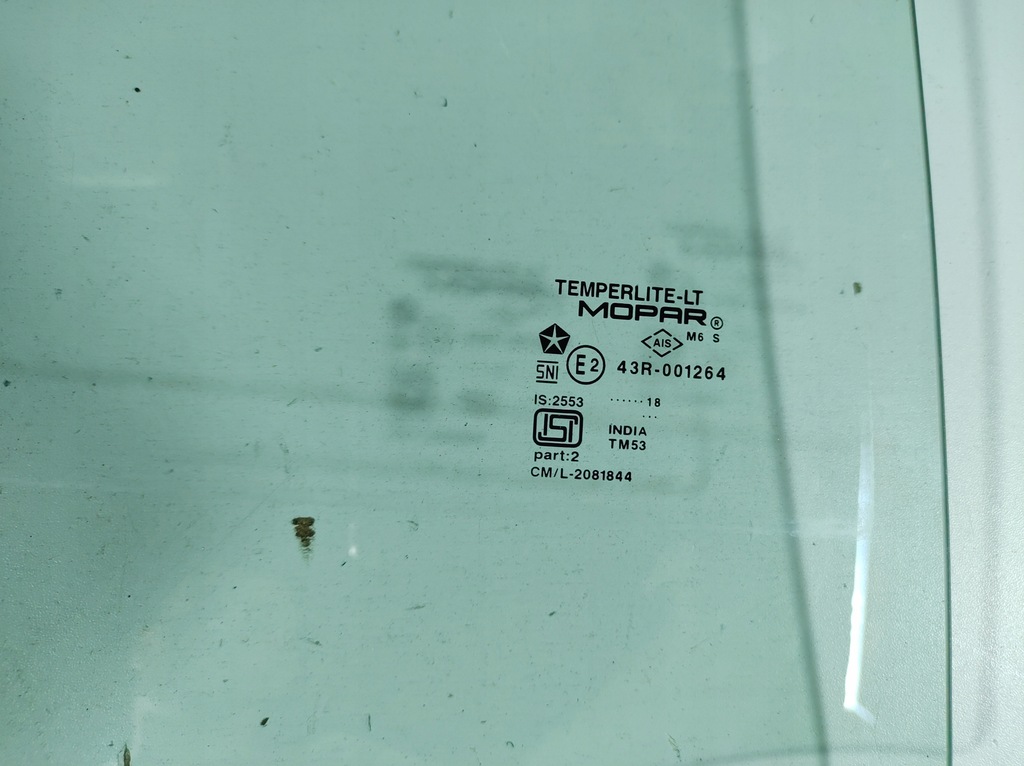 TEMPERLITE-LT
MOPAR®
AIS M6 S
SNI E2 43R-001264
IS:2553 ······18
···
ISI INDIA
TM53
part:2
CM/L-2081844